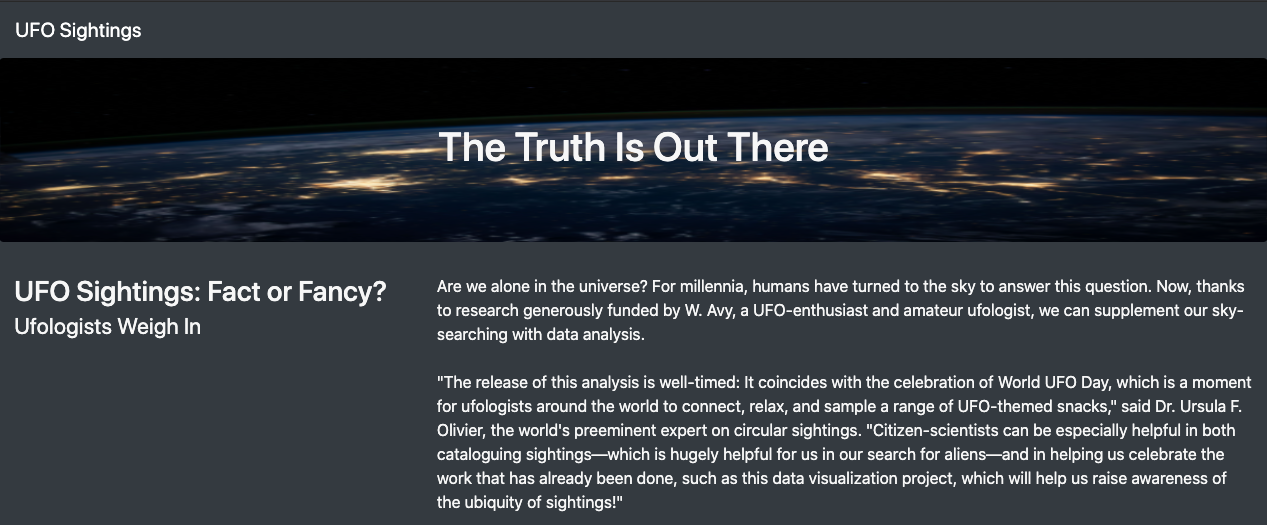 UFO Sightings
The Truth Is Out There
UFO Sightings: Fact or Fancy?
Ufologists Weigh In
Are we alone in the universe? For millennia, humans have turned to the sky to answer this question. Now, thanks
to research generously funded by W. Avy, a UFO-enthusiast and amateur ufologist, we can supplement our sky-
searching with data analysis.
"The release of this analysis is well-timed: It coincides with the celebration of World UFO Day, which is a moment
for ufologists around the world to connect, relax, and sample a range of UFO-themed snacks," said Dr. Ursula F.
Olivier, the world's preeminent expert on circular sightings. "Citizen-scientists can be especially helpful in both
cataloguing sightings—which is hugely helpful for us in our search for aliens—and in helping us celebrate the
work that has already been done, such as this data visualization project, which will help us raise awareness of
the ubiquity of sightings!"